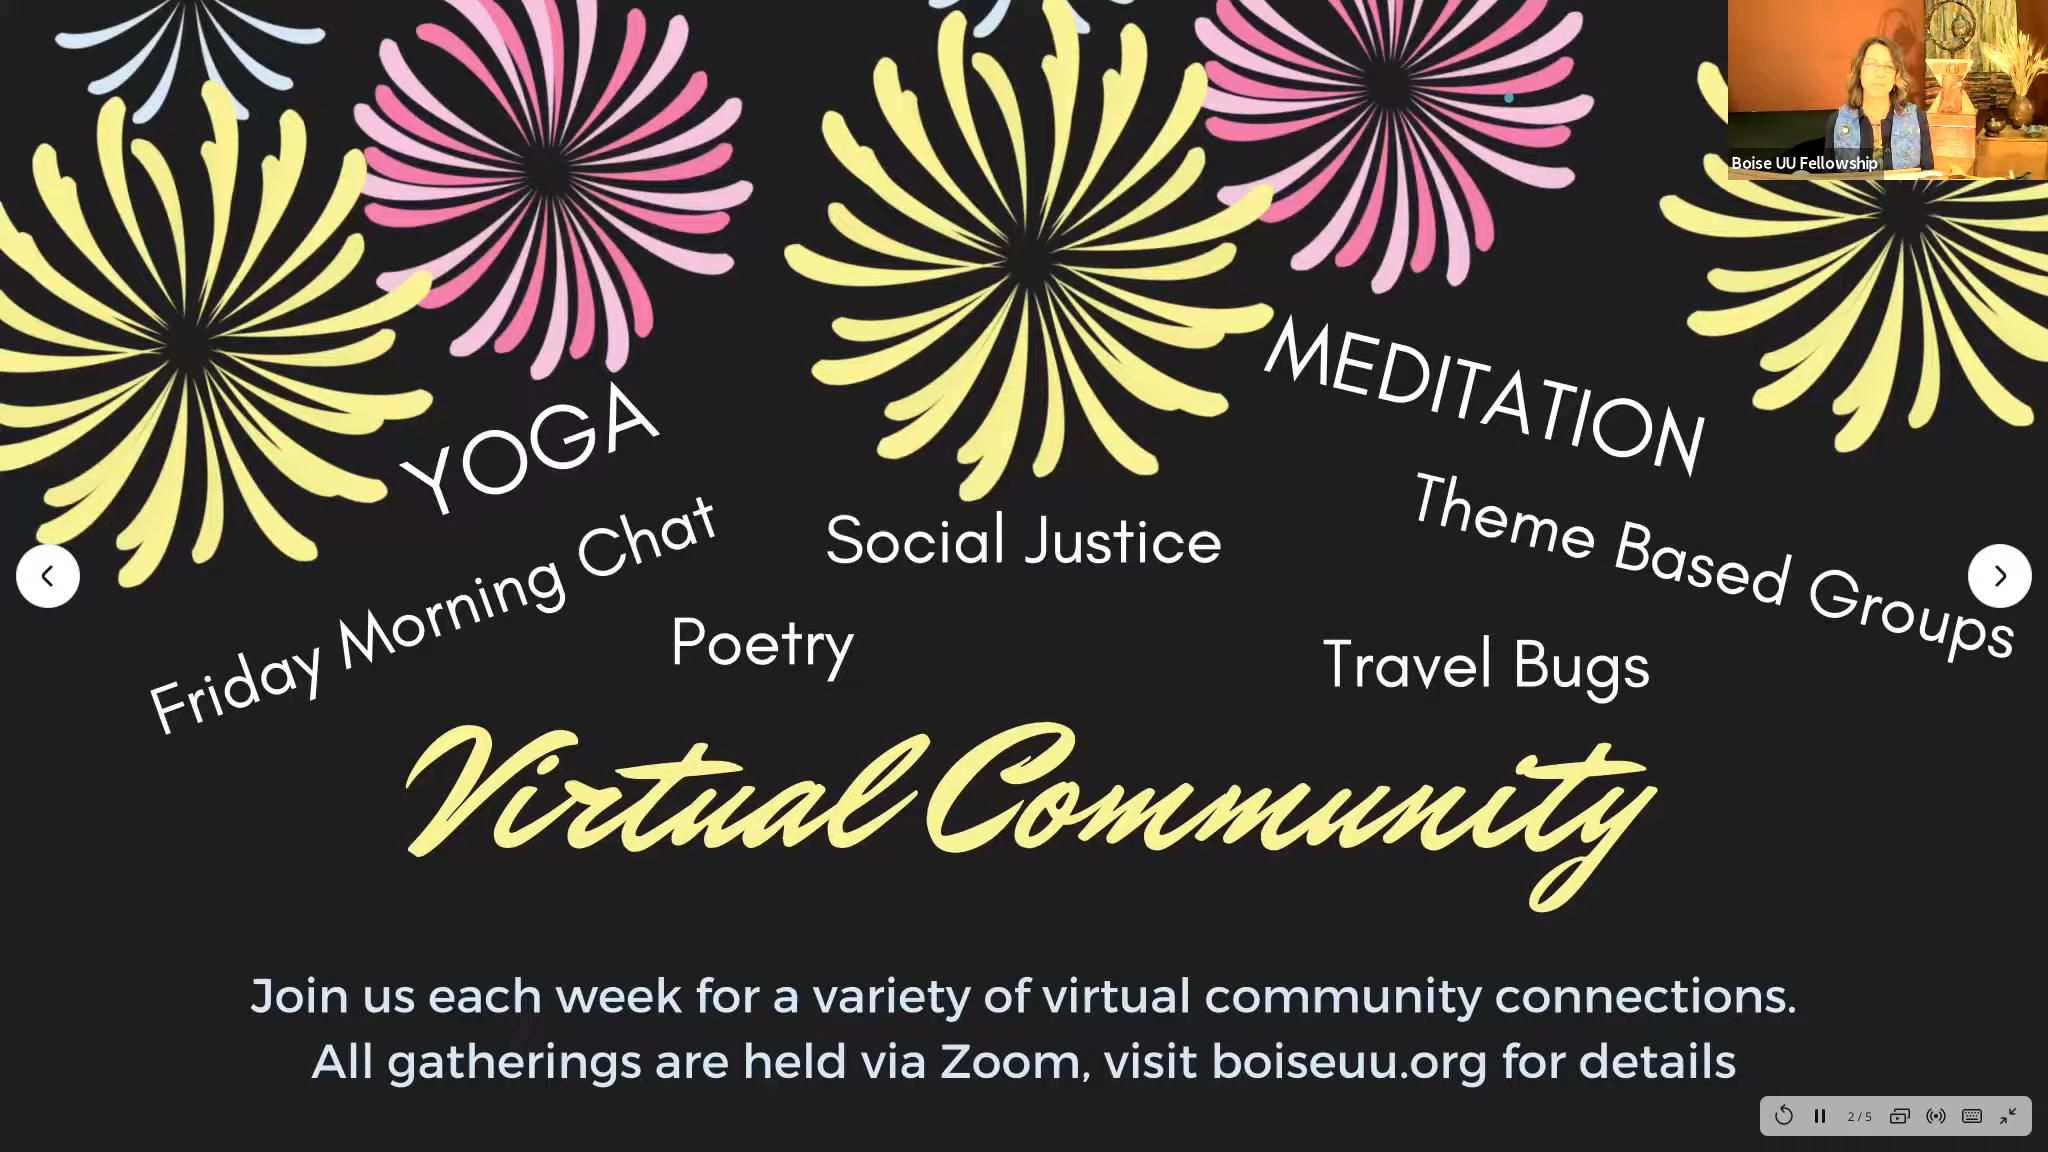 Boise UU Fellowship
YOGA
MEDITATION
Friday Morning Chat
Social Justice
Theme Based Groups
Poetry
Travel Bugs
Virtual Community
Join us each week for a variety of virtual community connections.
All gatherings are held via Zoom, visit boiseuu.org for details
2 / 5